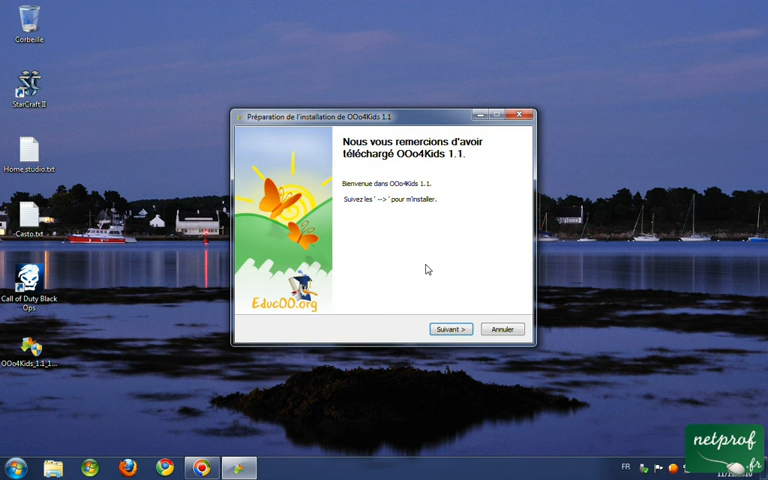 Corbeille
StarCraft II
Home studio.txt
Casto.txt
Call of Duty Black
Ops
OOo4Kids_1.1_1...
Préparation de l'installation de OOo4Kids 1.1
Nous vous remercions d'avoir
téléchargé OOo4Kids 1.1.
Bienvenue dans OOo4Kids 1.1.
Suivez les ' --> ' pour m'installer.
EducOO.org
Suivant >
Annuler
FR
netprof
.fr